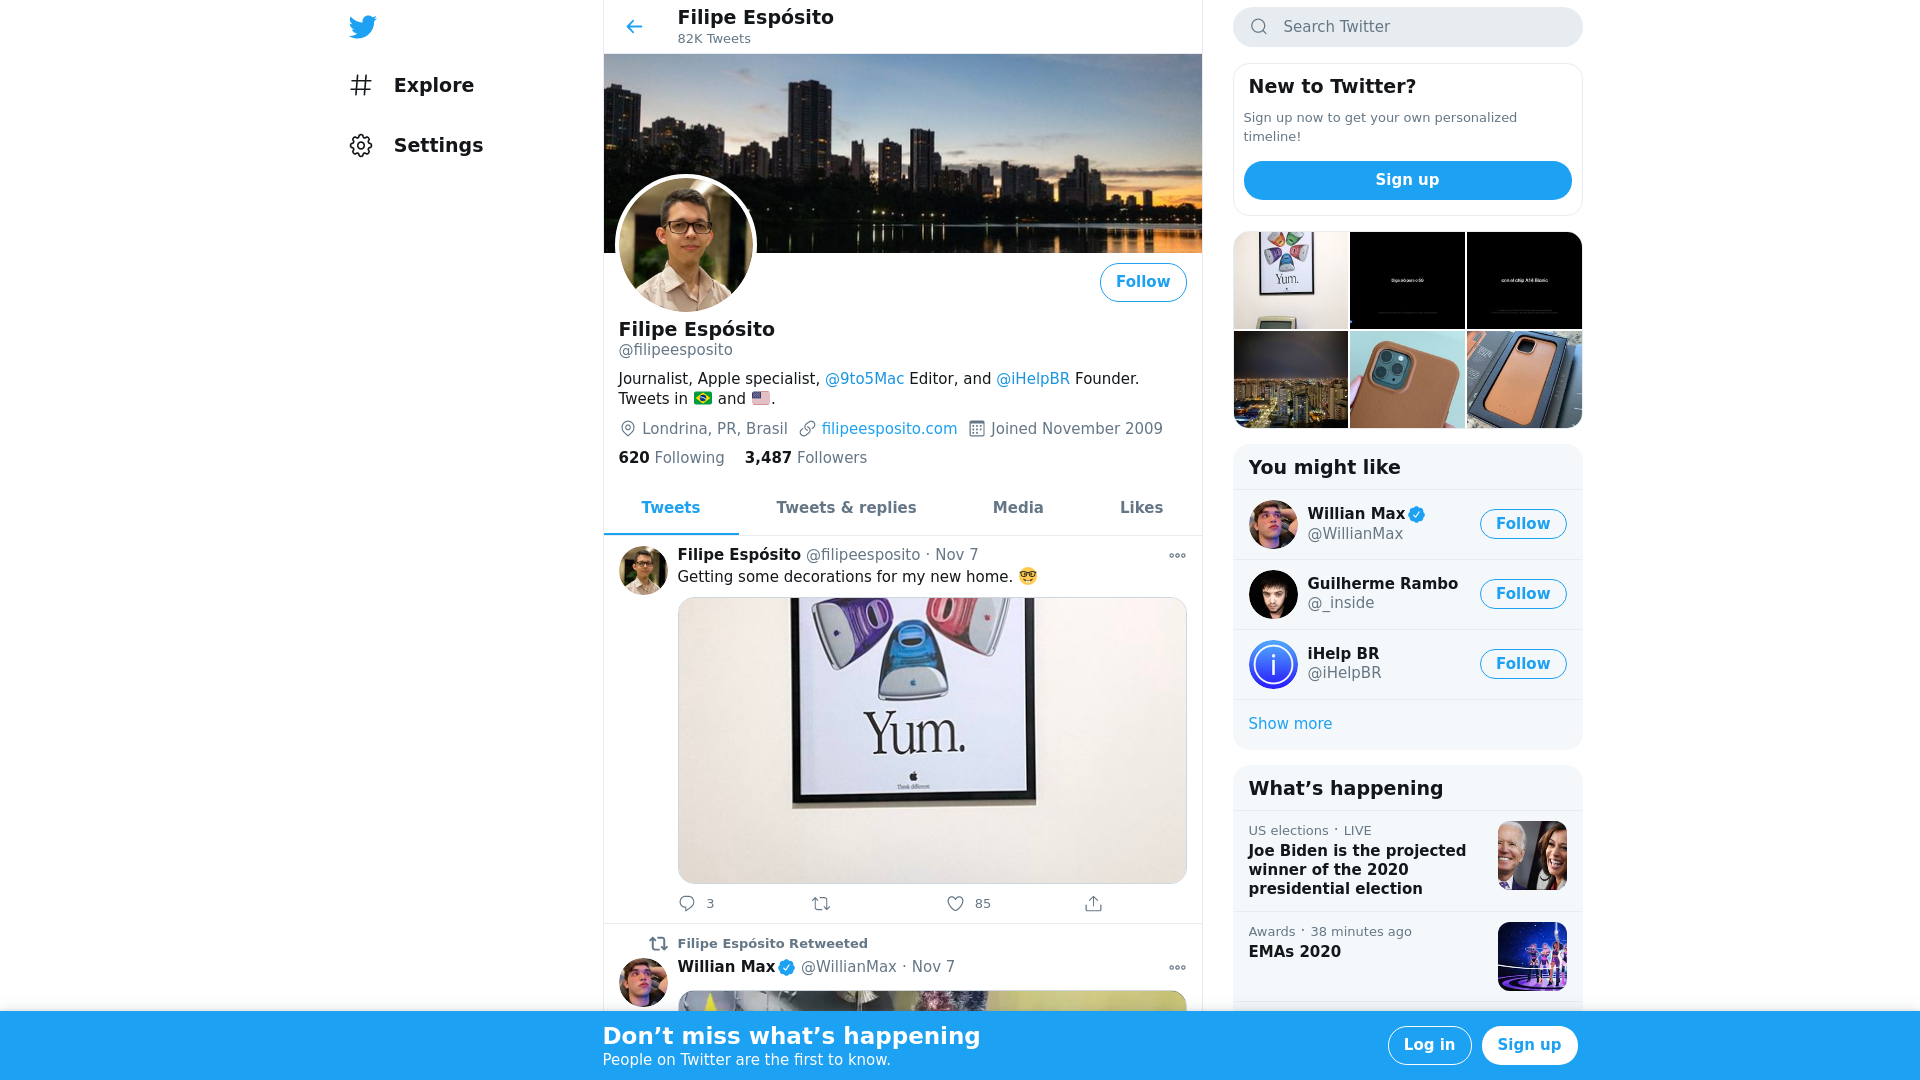 Explore
Settings
Filipe Espósito
82K Tweets
Follow
Filipe Espósito
@filipeesposito
Journalist, Apple specialist, @9to5Mac Editor, and @iHelpBR Founder.
Tweets in 🇧🇷 and 🇺🇸.
Londrina, PR, Brasil filipeesposito.com Joined November 2009
620 Following 3,487 Followers
Tweets Tweets & replies Media Likes
Filipe Espósito @filipeesposito · Nov 7
Getting some decorations for my new home. 🤓
Yum.
Think different.
3 85
Filipe Espósito Retweeted
Willian Max @WillianMax · Nov 7
Search Twitter
New to Twitter?
Sign up now to get your own personalized
timeline!
Sign up
Yum.
con el chip A14 Bionic
You might like
Willian Max
@WillianMax
Follow
Guilherme Rambo
@_inside
Follow
iHelp BR
@iHelpBR
Follow
Show more
What’s happening
US elections · LIVE
Joe Biden is the projected
winner of the 2020
presidential election
Awards · 38 minutes ago
EMAs 2020
Don’t miss what’s happening
People on Twitter are the first to know.
Log in
Sign up